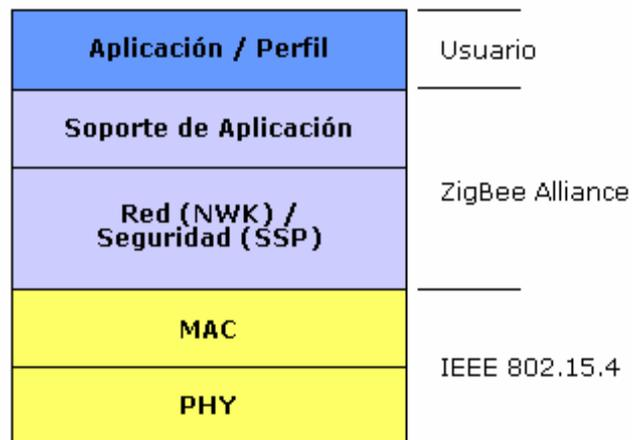 Aplicación / Perfil
Usuario
Soporte de Aplicación
Red (NWK) /
Seguridad (SSP)
ZigBee Alliance
MAC
PHY
IEEE 802.15.4